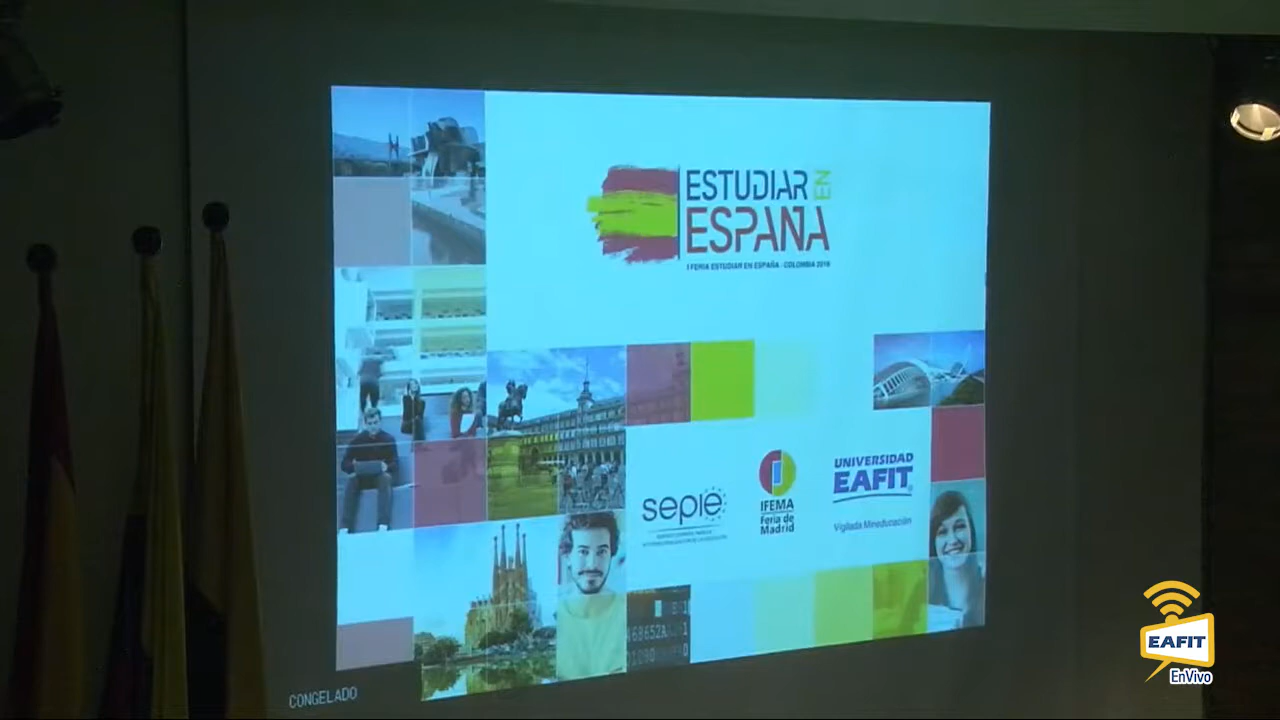 ESTUDIAR EN
ESPAÑA
I FERIA ESTUDIAR EN ESPAÑA - COLOMBIA 2016
sepie
IFEMA
Feria de
Madrid
UNIVERSIDAD
EAFIT
Vigilada Mineducación
CONGELADO
EAFIT
EnVivo